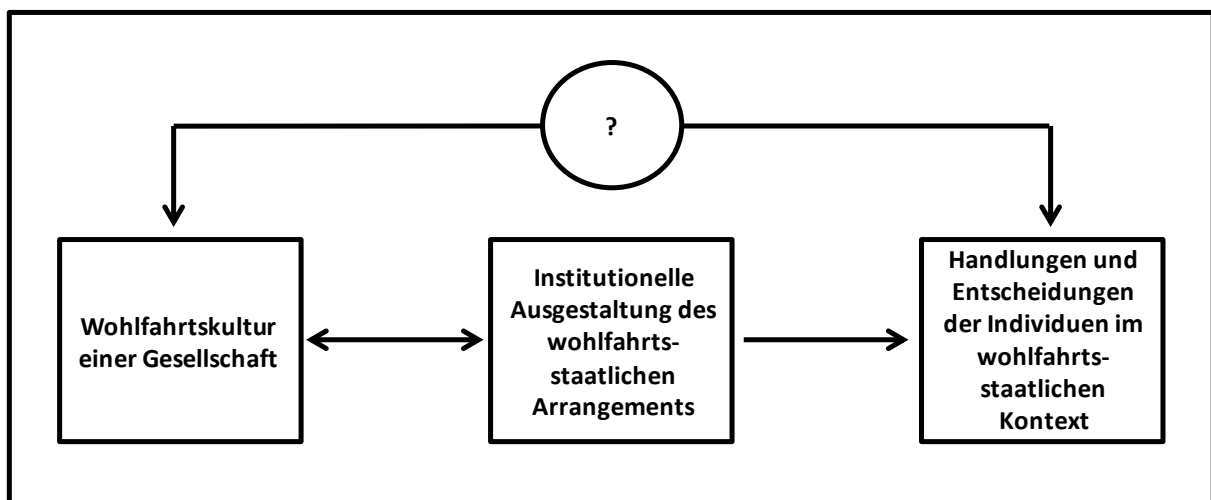 ?
Wohlfahrtskultur
einer Gesellschaft
Institutionelle
Ausgestaltung des
wohlfahrts-
staatlichen
Arrangements
Handlungen und
Entscheidungen
der Individuen im
wohlfahrts-
staatlichen
Kontext